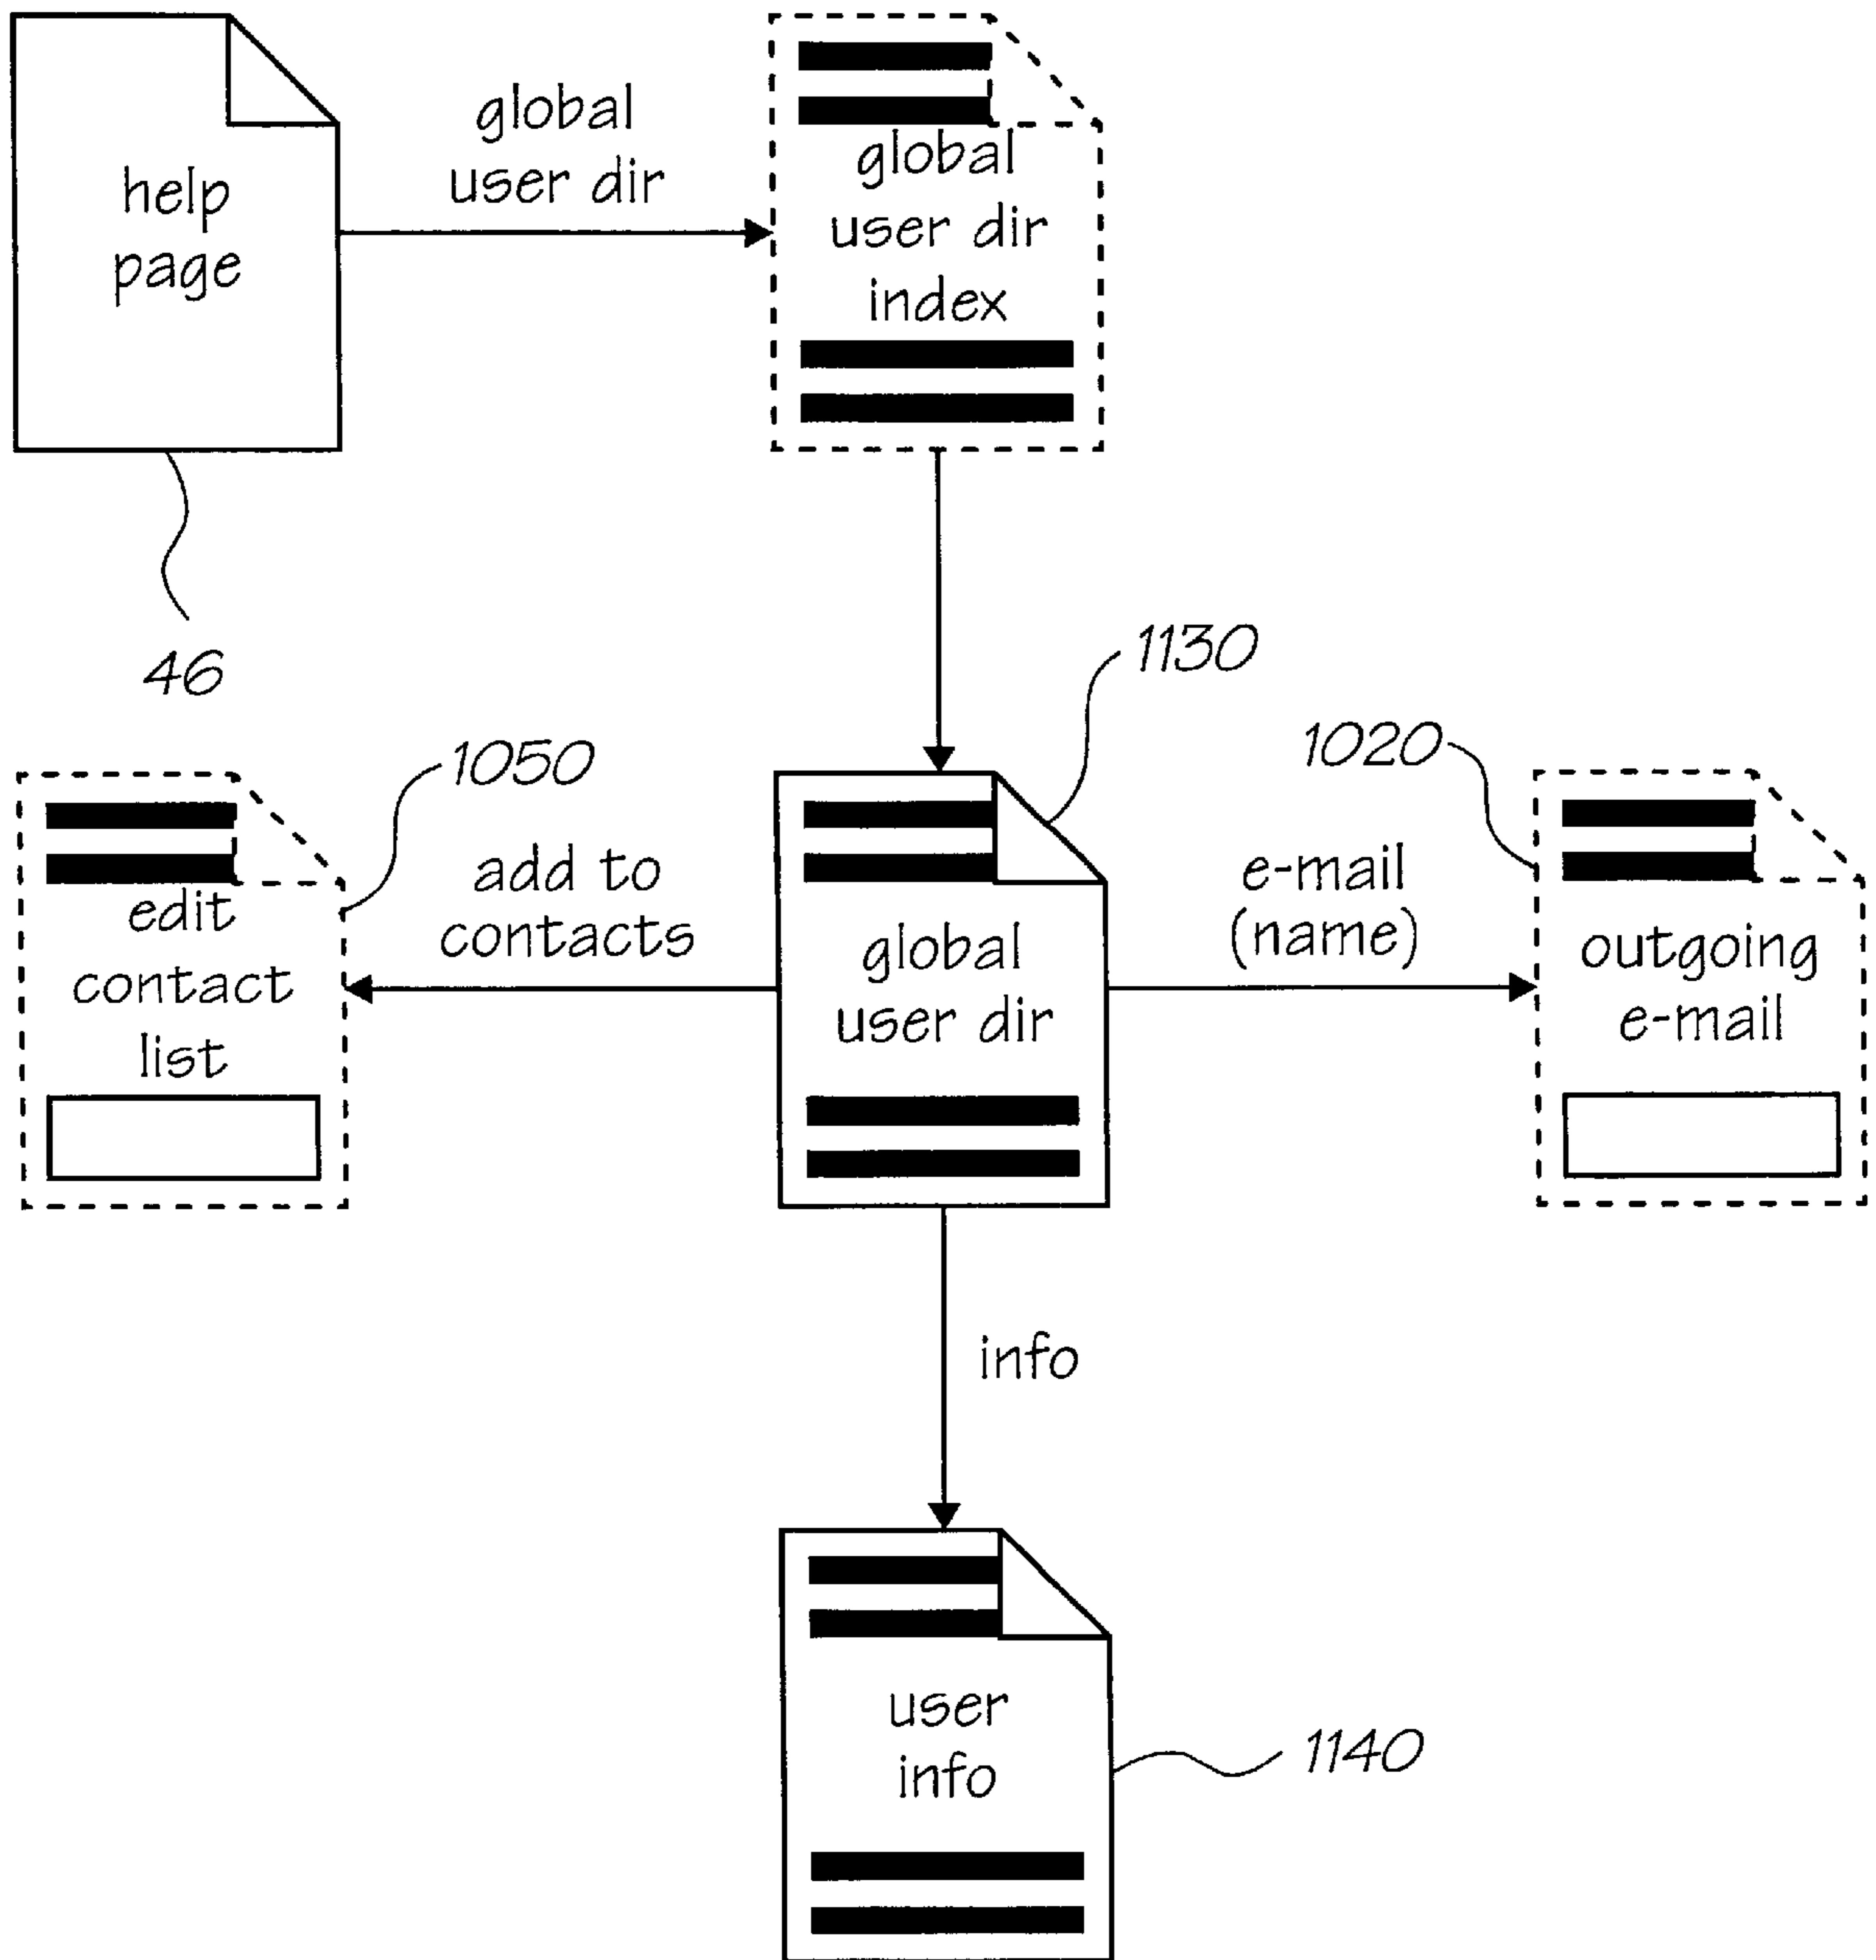 help
page
global
user dir
global
user dir
index
46
1130
1050
1020
edit
contact
list
add to
contacts
global
user dir
e-mail
(name)
outgoing
e-mail
info
user
info
1140